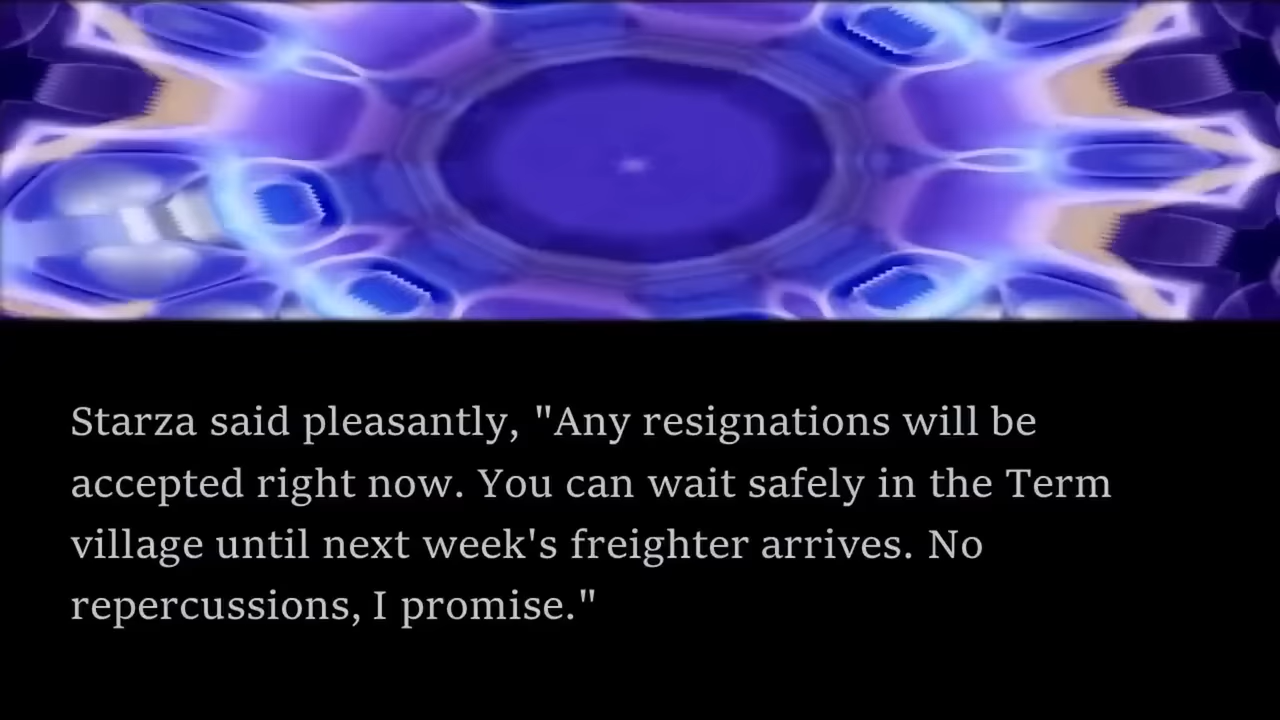 Starza said pleasantly, "Any resignations will be
accepted right now. You can wait safely in the Term
village until next week's freighter arrives. No
repercussions, I promise."